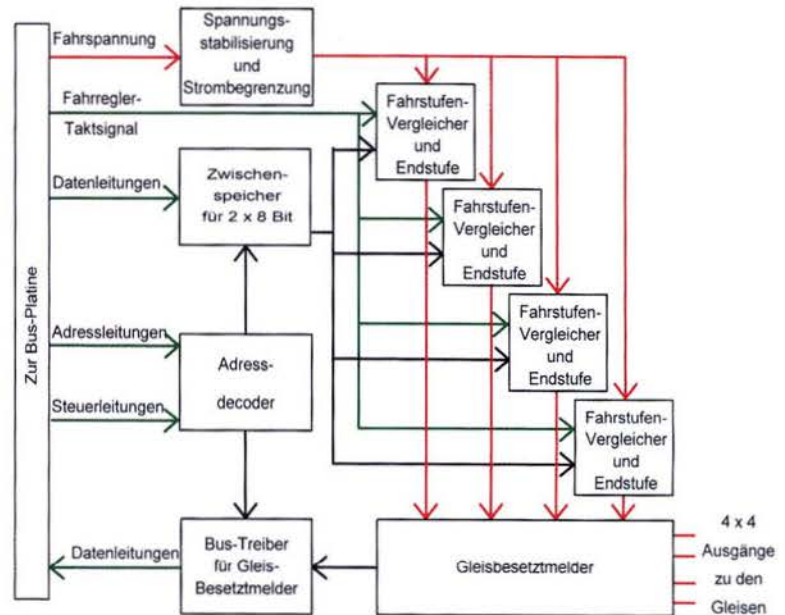 Zur Bus-Platine
Fahrspannung
Spannungs-
stabilisierung
und
Strombegrenzung
Fahrregler-
Taktsignal
Datenleitungen
Zwischen-
speicher
für 2 x 8 Bit
Adressleitungen
Steuerleitungen
Adress-
decoder
Datenleitungen
Bus-Treiber
für Gleis-
Besetztmelder
Fahrstufen-
Vergleicher
und
Endstufe
Fahrstufen-
Vergleicher
und
Endstufe
Fahrstufen-
Vergleicher
und
Endstufe
Fahrstufen-
Vergleicher
und
Endstufe
Gleisbesetztmelder
4 x 4
Ausgänge
zu den
Gleisen